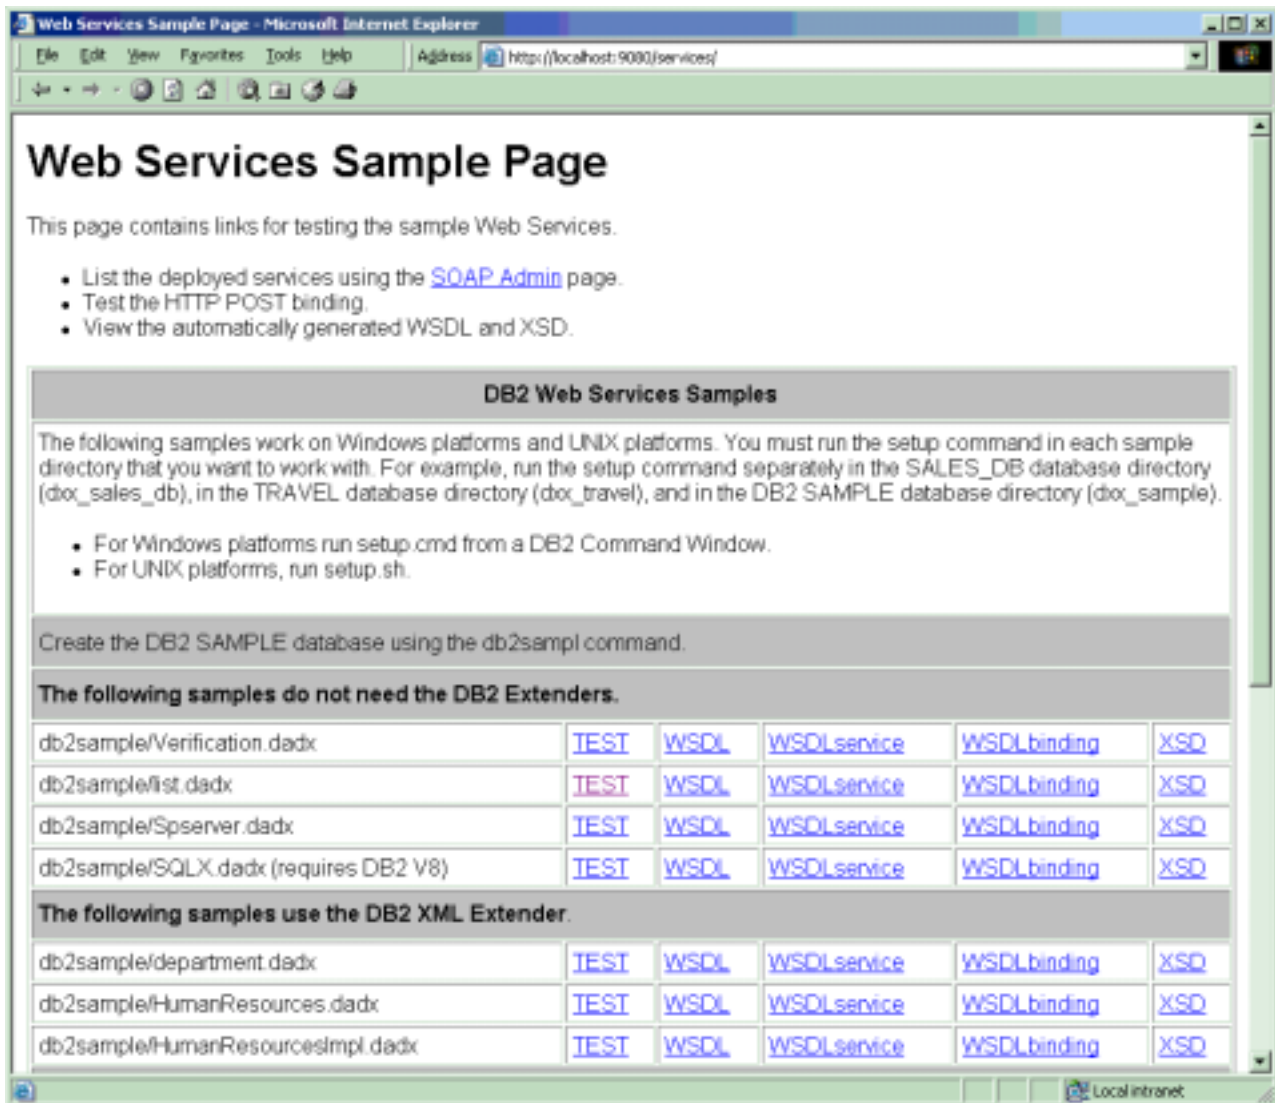 Web Services Sample Page - Microsoft Internet Explorer
File Edit View Favorites Tools Help Address http://localhost:9080/services/
Web Services Sample Page
This page contains links for testing the sample Web Services.
• List the deployed services using the SOAP Admin page.
• Test the HTTP POST binding.
• View the automatically generated WSDL and XSD.
DB2 Web Services Samples
The following samples work on Windows platforms and UNIX platforms. You must run the setup command in each sample
directory that you want to work with. For example, run the setup command separately in the SALES_DB database directory
(dxx_sales_db), in the TRAVEL database directory (dxx_travel), and in the DB2 SAMPLE database directory (dxx_sample).
• For Windows platforms run setup.cmd from a DB2 Command Window.
• For UNIX platforms, run setup.sh.
Create the DB2 SAMPLE database using the db2sampl command.
The following samples do not need the DB2 Extenders.
db2sample/Verification.dadx TEST WSDL WSDLservice WSDLbinding XSD
db2sample/list.dadx TEST WSDL WSDLservice WSDLbinding XSD
db2sample/Spserver.dadx TEST WSDL WSDLservice WSDLbinding XSD
db2sample/SQLX.dadx (requires DB2 V8) TEST WSDL WSDLservice WSDLbinding XSD
The following samples use the DB2 XML Extender.
db2sample/department.dadx TEST WSDL WSDLservice WSDLbinding XSD
db2sample/HumanResources.dadx TEST WSDL WSDLservice WSDLbinding XSD
db2sample/HumanResourcesImpl.dadx TEST WSDL WSDLservice WSDLbinding XSD
Local intranet